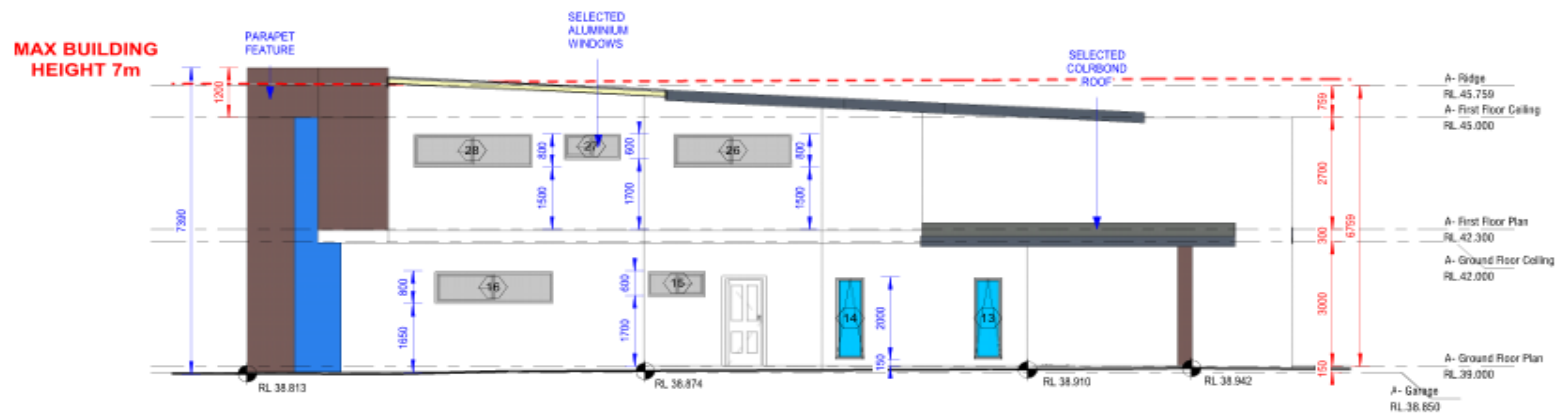 MAX BUILDING
HEIGHT 7m
PARAPET
FEATURE
SELECTED
ALUMINIUM
WINDOWS
SELECTED
COLRBOND
ROOF
1200
7390
28
800
1500
27
600
1700
26
800
1500
759
2700
300
6759
3000
150
A- Ridge
RL.45.759
A- First Floor Ceiling
RL.45.000
A- First Floor Plan
RL.42.300
A- Ground Floor Ceiling
RL.42.000
A- Ground Floor Plan
RL.39.000
A- Garage
RL.38.850
16
800
1650
15
600
1700
14
2000
150
13
RL 38.813
RL 38.874
RL 38.910
RL 38.942